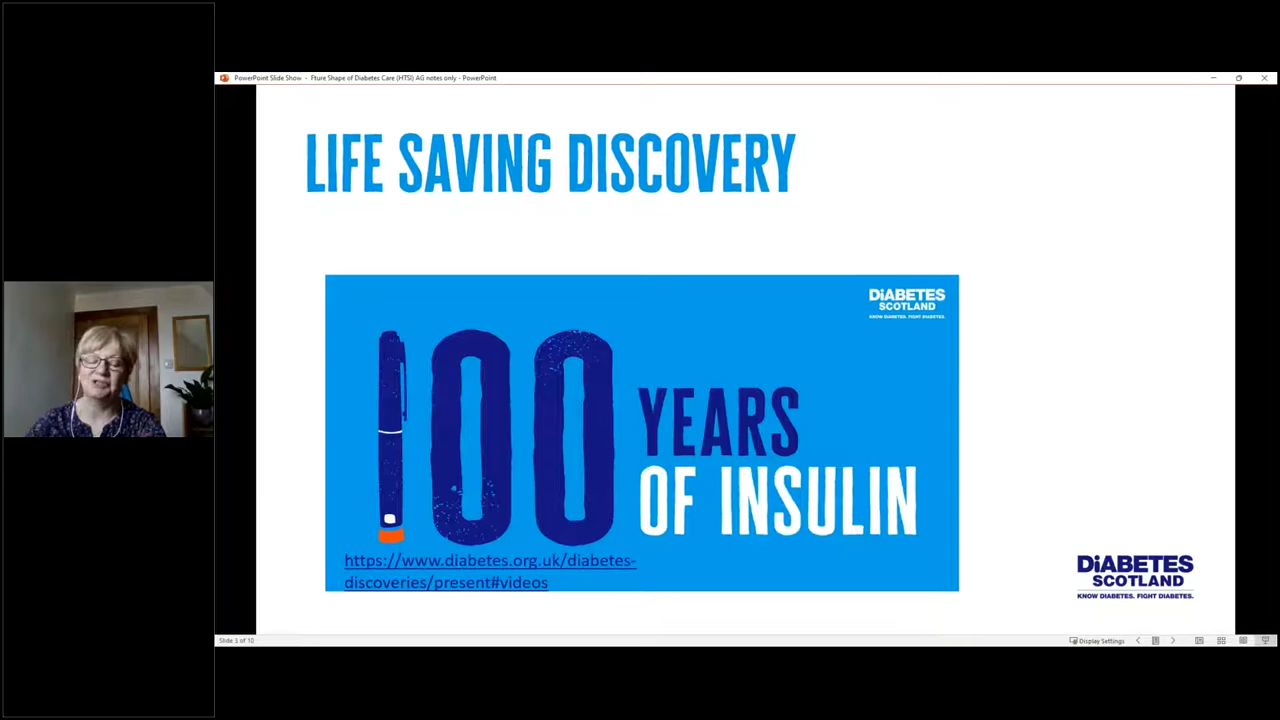 PowerPoint Slide Show - Fture Shape of Diabetes Care (HTSI) AG notes only - PowerPoint
LIFE SAVING DISCOVERY
DiABETES
SCOTLAND
KNOW DIABETES. FIGHT DIABETES.
100 YEARS
OF INSULIN
https://www.diabetes.org.uk/diabetes-
discoveries/present#videos
DiABETES
SCOTLAND
KNOW DIABETES. FIGHT DIABETES.
Slide 3 of 10
Display Settings